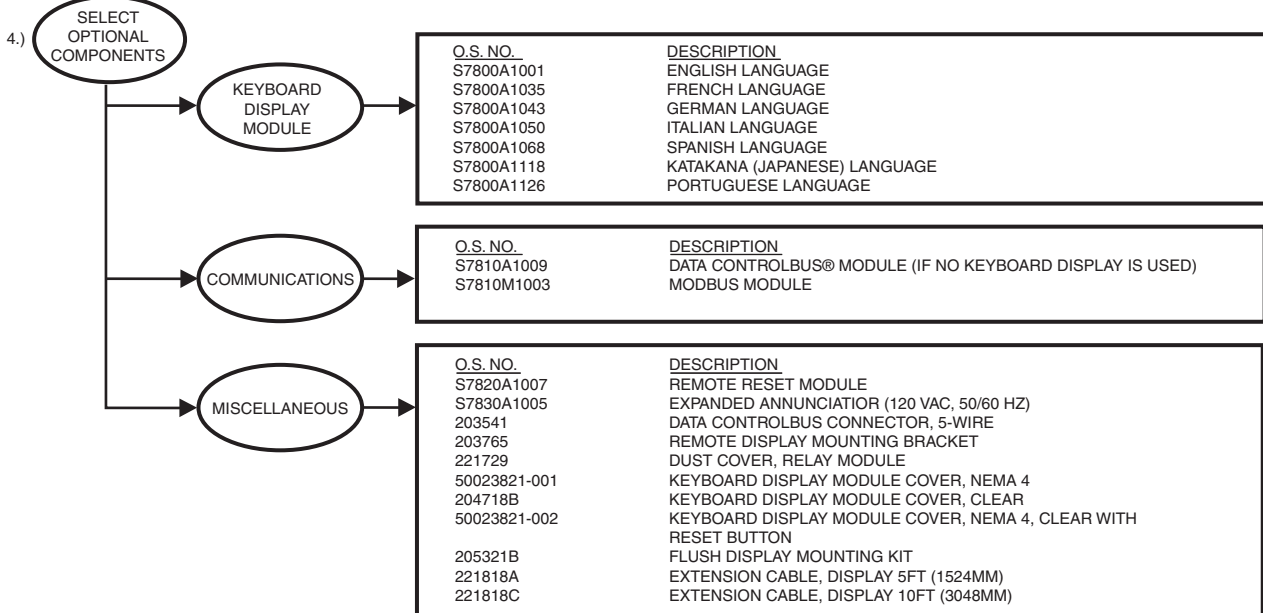 4.)
SELECT
OPTIONAL
COMPONENTS
KEYBOARD
DISPLAY
MODULE
O.S. NO. DESCRIPTION
S7800A1001 ENGLISH LANGUAGE
S7800A1035 FRENCH LANGUAGE
S7800A1043 GERMAN LANGUAGE
S7800A1050 ITALIAN LANGUAGE
S7800A1068 SPANISH LANGUAGE
S7800A1118 KATAKANA (JAPANESE) LANGUAGE
S7800A1126 PORTUGUESE LANGUAGE
COMMUNICATIONS
O.S. NO. DESCRIPTION
S7810A1009 DATA CONTROLBUS® MODULE (IF NO KEYBOARD DISPLAY IS USED)
S7810M1003 MODBUS MODULE
MISCELLANEOUS
O.S. NO. DESCRIPTION
S7820A1007 REMOTE RESET MODULE
S7830A1005 EXPANDED ANNUNCIATIOR (120 VAC, 50/60 HZ)
203541 DATA CONTROLBUS CONNECTOR, 5-WIRE
203765 REMOTE DISPLAY MOUNTING BRACKET
221729 DUST COVER, RELAY MODULE
50023821-001 KEYBOARD DISPLAY MODULE COVER, NEMA 4
204718B KEYBOARD DISPLAY MODULE COVER, CLEAR
50023821-002 KEYBOARD DISPLAY MODULE COVER, NEMA 4, CLEAR WITH
RESET BUTTON
205321B FLUSH DISPLAY MOUNTING KIT
221818A EXTENSION CABLE, DISPLAY 5FT (1524MM)
221818C EXTENSION CABLE, DISPLAY 10FT (3048MM)